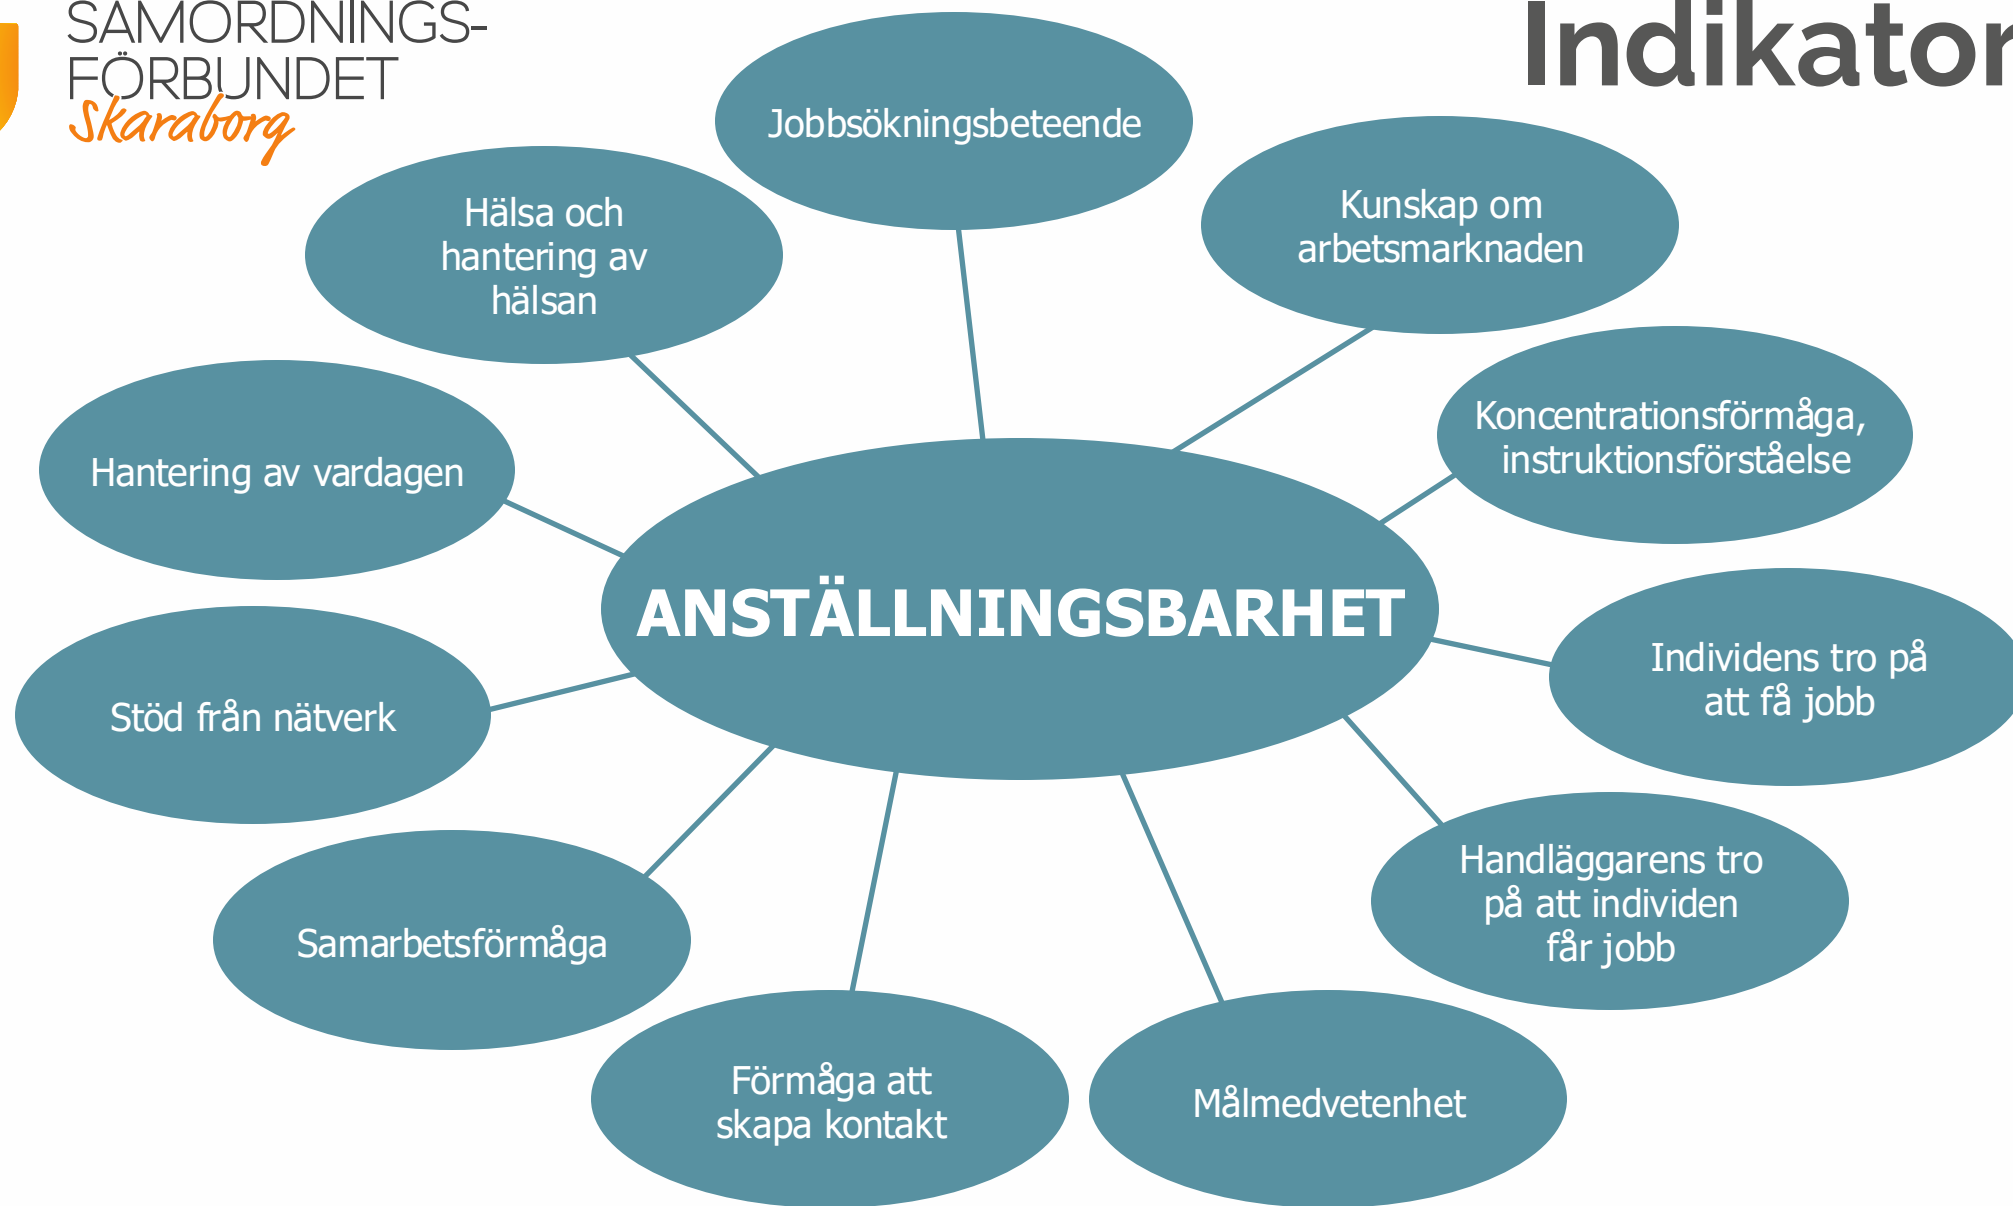 SAMORDNINGS-
FÖRBUNDET
Skaraborg
Indikator
Jobbsökningsbeteende
Kunskap om
arbetsmarknaden
Hälsa och
hantering av
hälsan
Koncentrationsförmåga,
instruktionsförståelse
Hantering av vardagen
ANSTÄLLNINGSBARHET
Individens tro på
att få jobb
Stöd från nätverk
Handläggarens tro
på att individen
får jobb
Samarbetsförmåga
Förmåga att
skapa kontakt
Målmedvetenhet